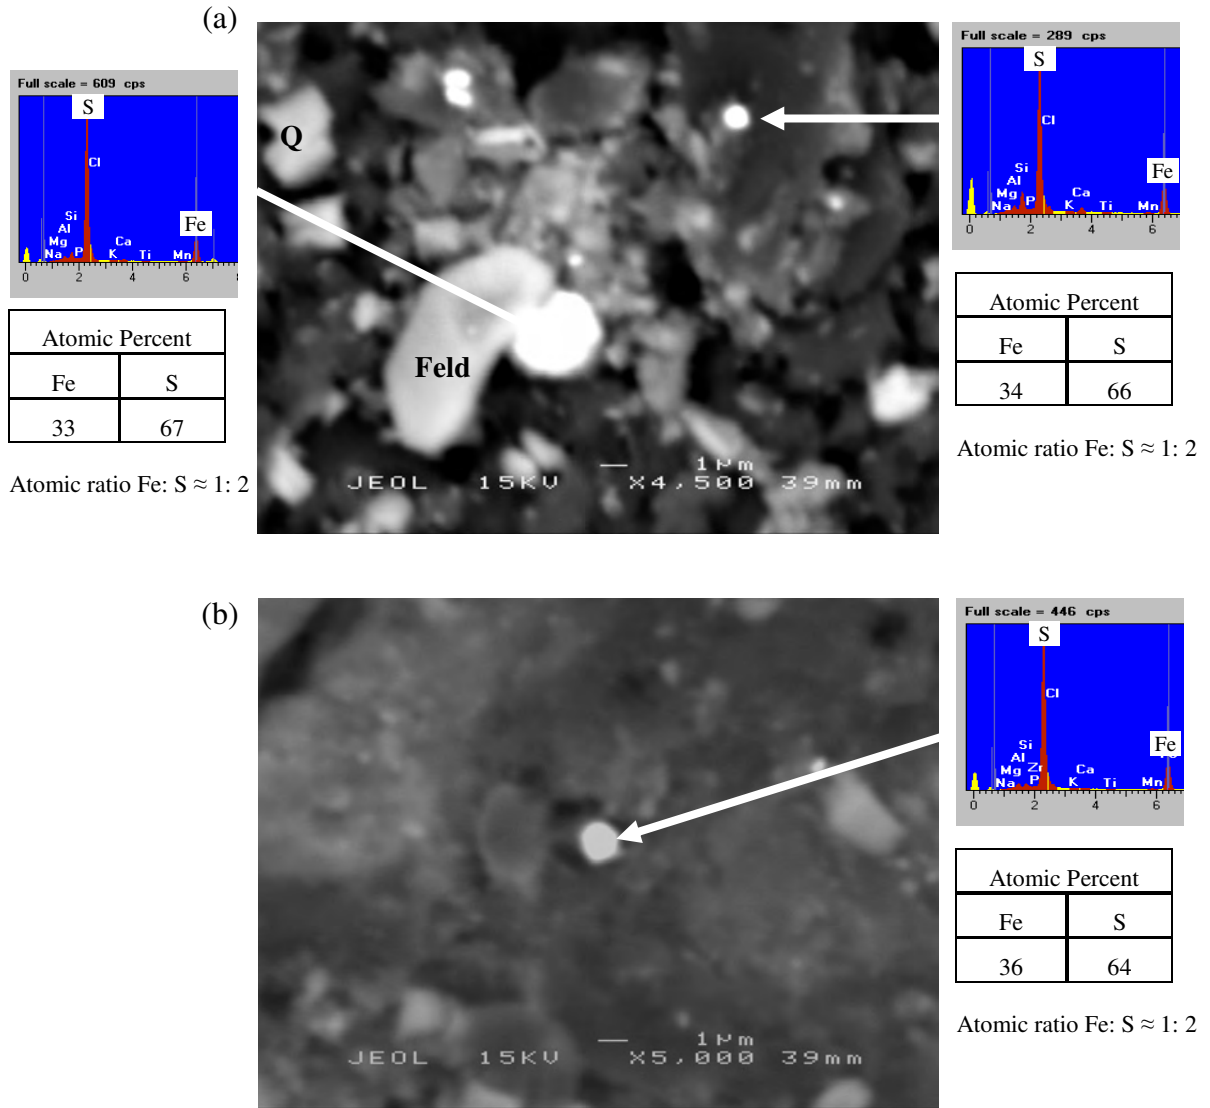 (a)
Full scale = 609 cps
S
Cl
Si
Al
Mg
Na
P
K
Ca
Ti
Mn
Fe
0 2 4 6
Atomic Percent
Fe S
33 67
Atomic ratio Fe: S ≈ 1: 2
Q
Feld
1μm
JEOL 15KV X4,500 39mm
Full scale = 289 cps
S
Cl
Si
Al
Mg
Na
P
K
Ca
Ti
Mn
Fe
0 2 4 6
Atomic Percent
Fe S
34 66
Atomic ratio Fe: S ≈ 1: 2
(b)
1μm
JEOL 15KV X5,000 39mm
Full scale = 446 cps
S
Cl
Si
Al
Mg
Na
Zr
P
K
Ca
Ti
Mn
Fe
0 2 4 6
Atomic Percent
Fe S
36 64
Atomic ratio Fe: S ≈ 1: 2